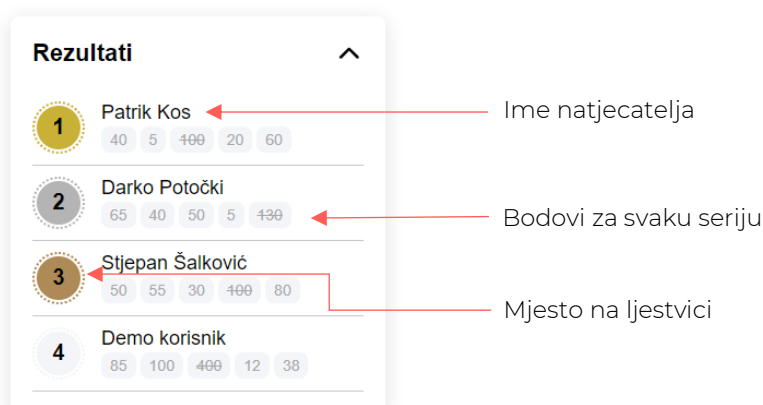 Rezultati
1
Patrik Kos
40 5 100 20 60
Ime natjecatelja
2
Darko Potočki
65 40 50 5 130
Bodovi za svaku seriju
3
Stjepan Šalković
50 55 30 100 80
Mjesto na ljestvici
4
Demo korisnik
85 100 400 12 38